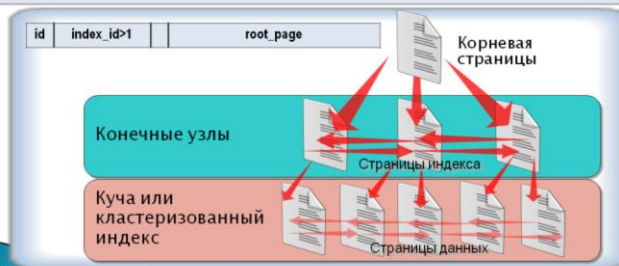 id index_id>1 root_page
Корневая
страницы
Конечные узлы
Страницы индекса
Куча или
кластеризованный
индекс
Страницы данных